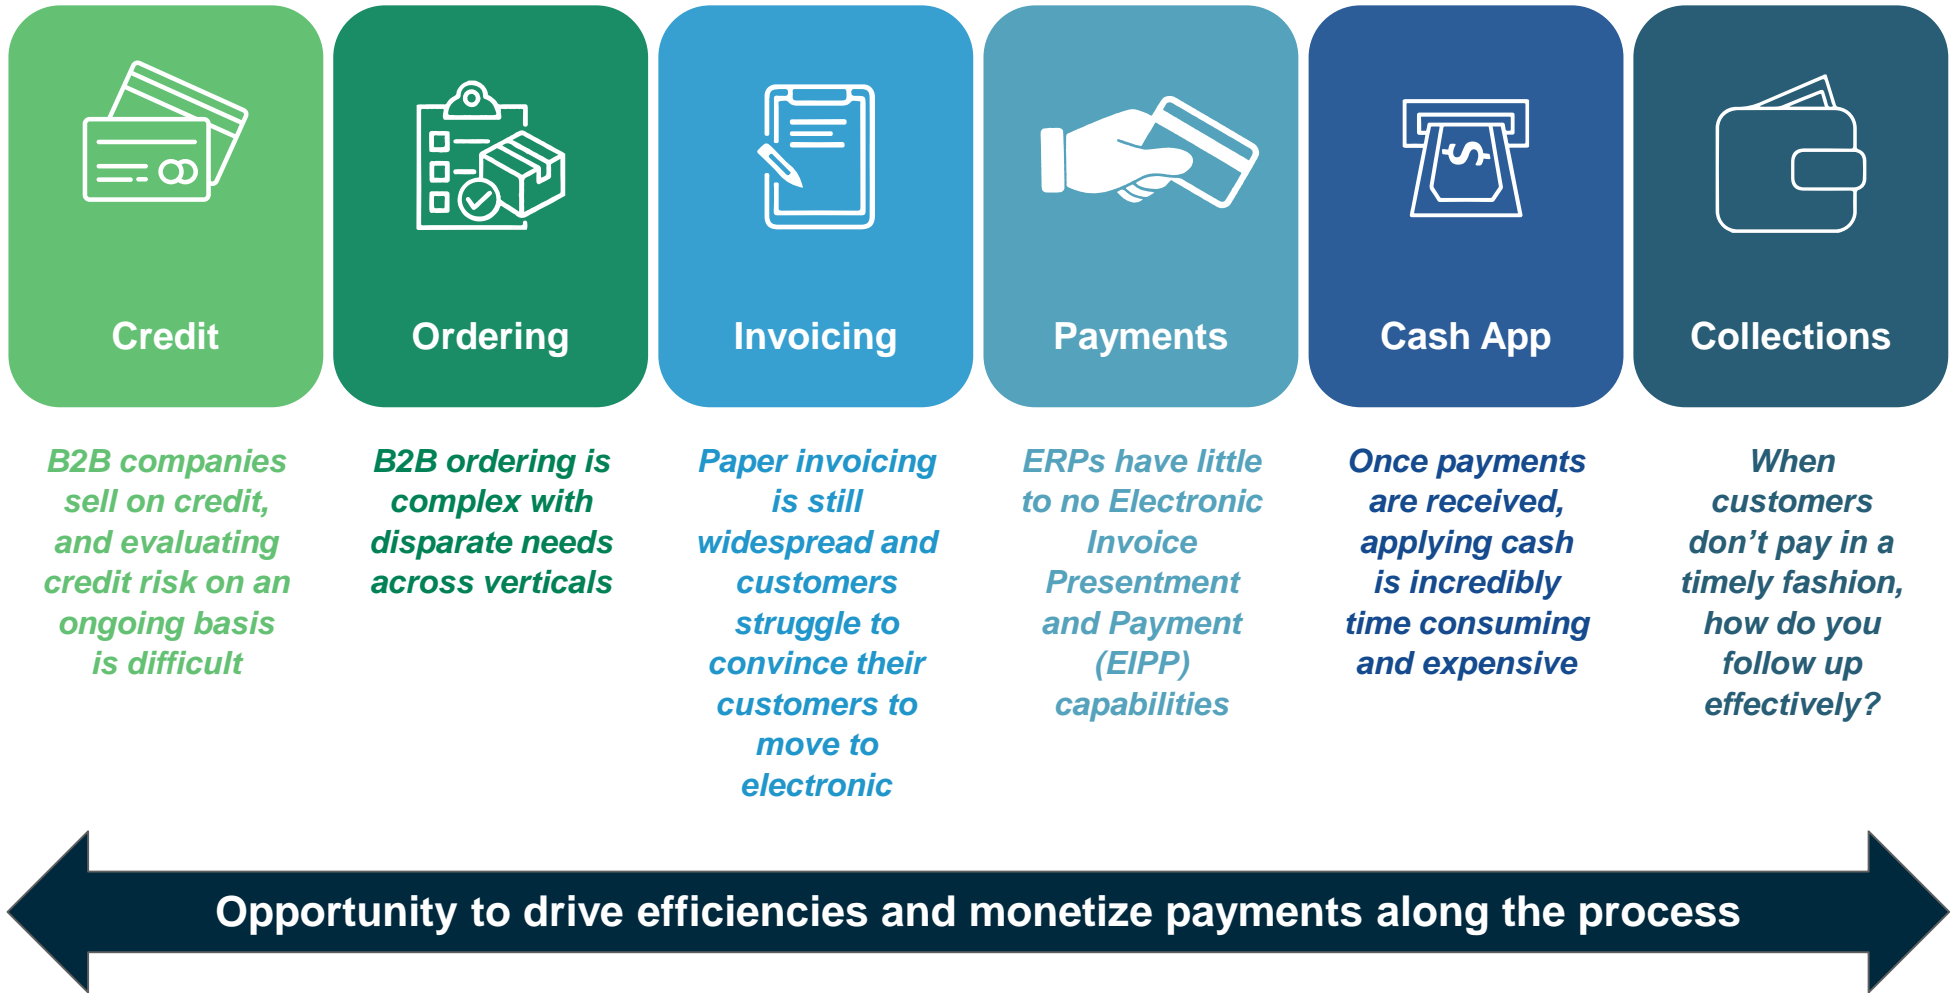 Credit
B2B companies
sell on credit,
and evaluating
credit risk on an
ongoing basis
is difficult
Ordering
B2B ordering is
complex with
disparate needs
across verticals
Invoicing
Paper invoicing
is still
widespread and
customers
struggle to
convince their
customers to
move to
electronic
Payments
ERPs have little
to no Electronic
Invoice
Presentment
and Payment
(EIPP)
capabilities
$
Cash App
Once payments
are received,
applying cash
is incredibly
time consuming
and expensive
Collections
When
customers
don’t pay in a
timely fashion,
how do you
follow up
effectively?
Opportunity to drive efficiencies and monetize payments along the process